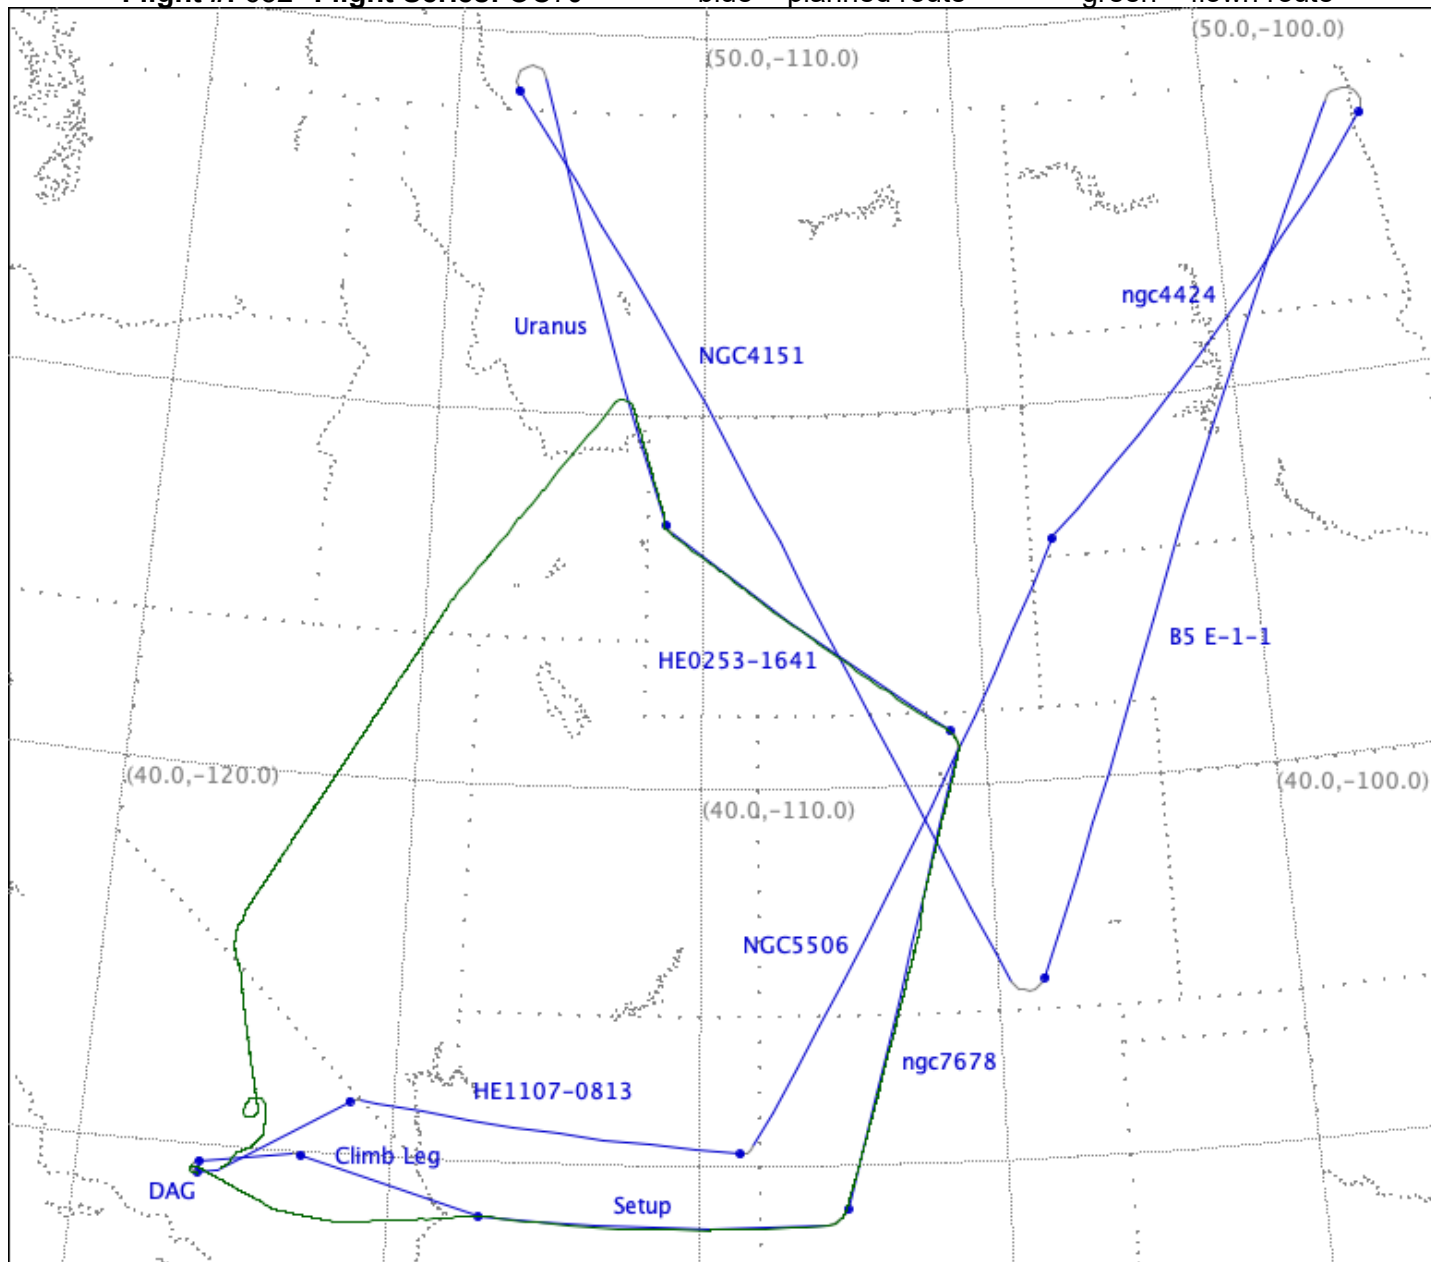 (50.0,-100.0)
(50.0,-110.0)
ngc4424
Uranus
NGC4151
B5 E-1-1
HE0253-1641
(40.0,-120.0)
(40.0,-100.0)
(40.0,-110.0)
NGC5506
ngc7678
HE1107-0813
Climb Leg
DAG
Setup